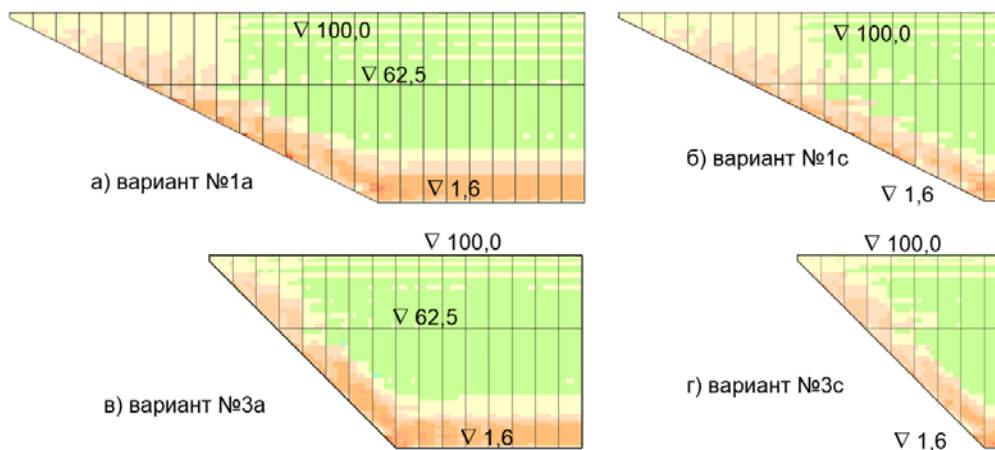 ∇ 100,0
∇ 62,5
∇ 1,6
а) вариант №1а
∇ 100,0
∇ 1,6
б) вариант №1с
∇ 100,0
∇ 62,5
∇ 1,6
в) вариант №3а
∇ 100,0
∇ 1,6
г) вариант №3с